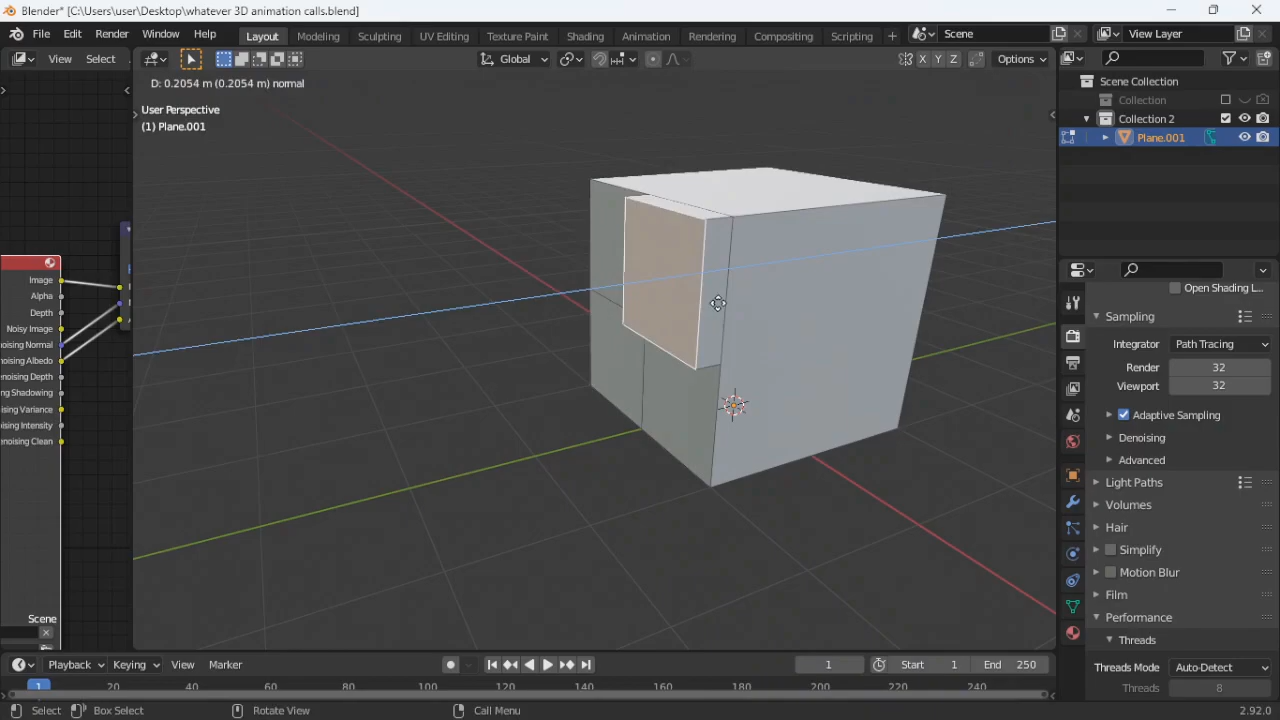 Blender* [C:\Users\user\Desktop\whatever 3D animation calls.blend]
File Edit Render Window Help Layout Modeling Sculpting UV Editing Texture Paint Shading Animation Rendering Compositing Scripting + Scene View Layer
View Select Global X Y Z Options
D: 0.2054 m (0.2054 m) normal
User Perspective
(1) Plane.001
Scene Collection
Collection
Collection 2
Plane.001
Image
Alpha
Depth
Noisy Image
Scene
Open Shading L...
Sampling
Integrator Path Tracing
Render 32
Viewport 32
Adaptive Sampling
Denoising
Advanced
Light Paths
Volumes
Hair
Simplify
Motion Blur
Film
Performance
Threads
Threads Mode Auto-Detect
Threads 8
Playback Keying View Marker 1 Start 1 End 250
1 20 40 60 80 100 120 140 160 180 200 220 240
Select Box Select Rotate View Call Menu 2.92.0